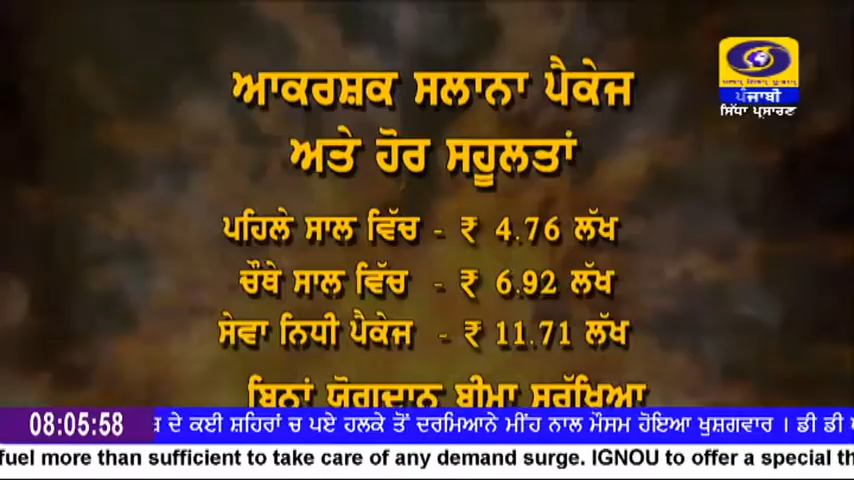 ਆਕਰਸ਼ਕ ਸਲਾਨਾ ਪੈਕੇਜ
ਅਤੇ ਹੋਰ ਸਹੂਲਤਾਂ
ਪੰਜਾਬੀ
ਸਿੱਧਾ ਪ੍ਰਸਾਰਣ
ਪਹਿਲੇ ਸਾਲ ਵਿੱਚ - ₹ 4.76 ਲੱਖ
ਚੌਥੇ ਸਾਲ ਵਿੱਚ - ₹ 6.92 ਲੱਖ
ਸੇਵਾ ਨਿਧੀ ਪੈਕੇਜ - ₹ 11.71 ਲੱਖ
ਬਿਨਾਂ ਯੋਗਦਾਨ ਬੀਮਾ ਸੁਰੱਖਿਆ
08:05:58 ਦੇ ਕਈ ਸ਼ਹਿਰਾਂ ਚ ਪਏ ਹਲਕੇ ਤੋਂ ਦਰਮਿਆਨੇ ਮੀਂਹ ਨਾਲ ਮੌਸਮ ਹੋਇਆ ਖੁਸ਼ਗਵਾਰ । ਡੀ ਡੀ
fuel more than sufficient to take care of any demand surge. IGNOU to offer a special th